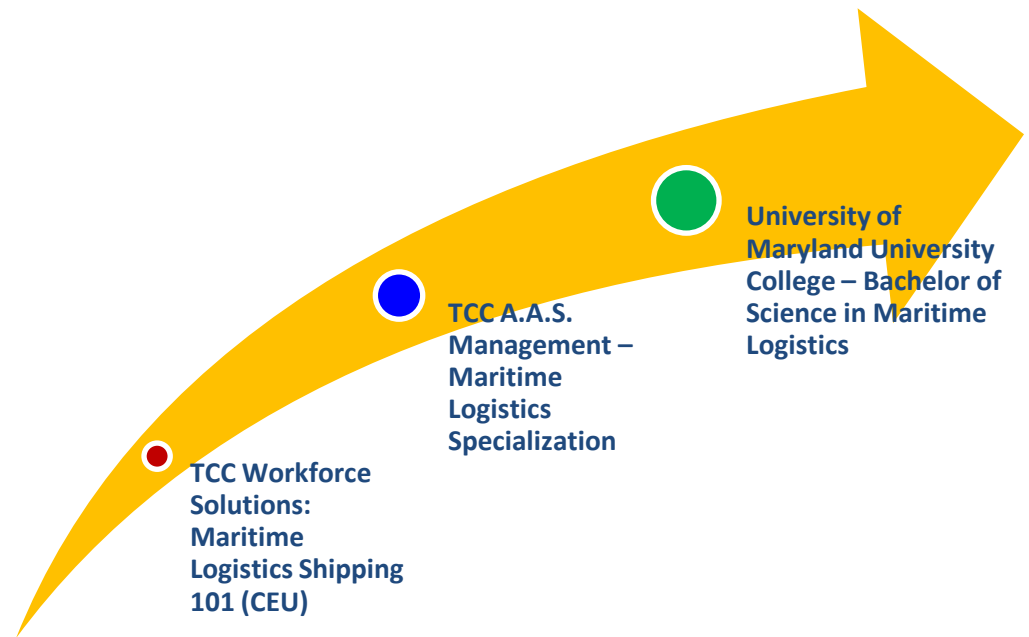 TCC Workforce
Solutions:
Maritime
Logistics Shipping
101 (CEU)
TCC A.A.S.
Management –
Maritime
Logistics
Specialization
University of
Maryland University
College – Bachelor of
Science in Maritime
Logistics